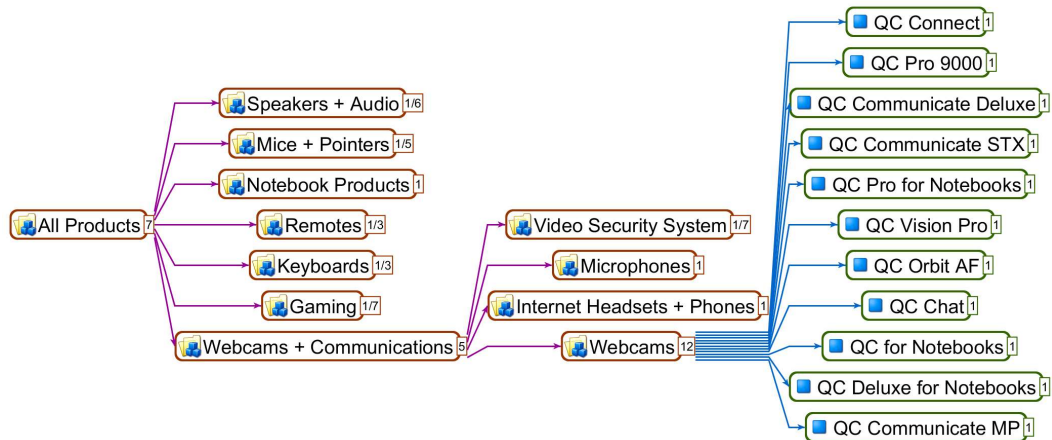 All Products 7
Speakers + Audio 1/6
Mice + Pointers 1/5
Notebook Products 1
Remotes 1/3
Keyboards 1/3
Gaming 1/7
Webcams + Communications 5
Video Security System 1/7
Microphones 1
Internet Headsets + Phones 1
Webcams 12
QC Connect 1
QC Pro 9000 1
QC Communicate Deluxe 1
QC Communicate STX 1
QC Pro for Notebooks 1
QC Vision Pro 1
QC Orbit AF 1
QC Chat 1
QC for Notebooks 1
QC Deluxe for Notebooks 1
QC Communicate MP 1